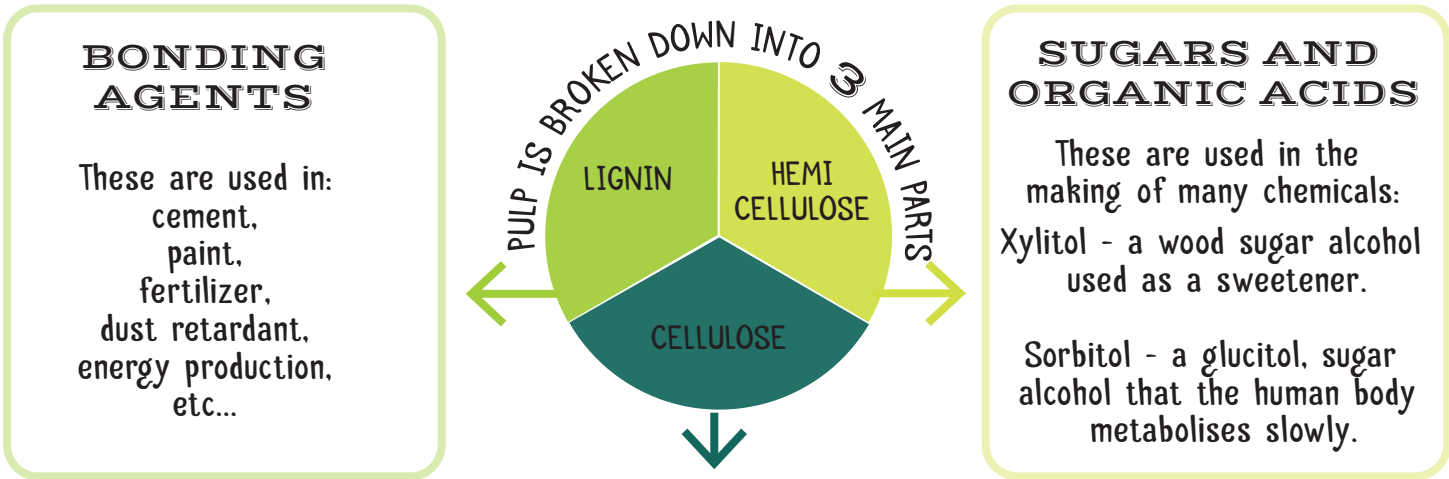 BONDING
AGENTS
These are used in:
cement,
paint,
fertilizer,
dust retardant,
energy production,
etc...
PULP IS BROKEN DOWN INTO 3 MAIN PARTS
LIGNIN
HEMI
CELLULOSE
CELLULOSE
SUGARS AND
ORGANIC ACIDS
These are used in the
making of many chemicals:
Xylitol - a wood sugar alcohol
used as a sweetener.
Sorbitol - a glucitol, sugar
alcohol that the human body
metabolises slowly.